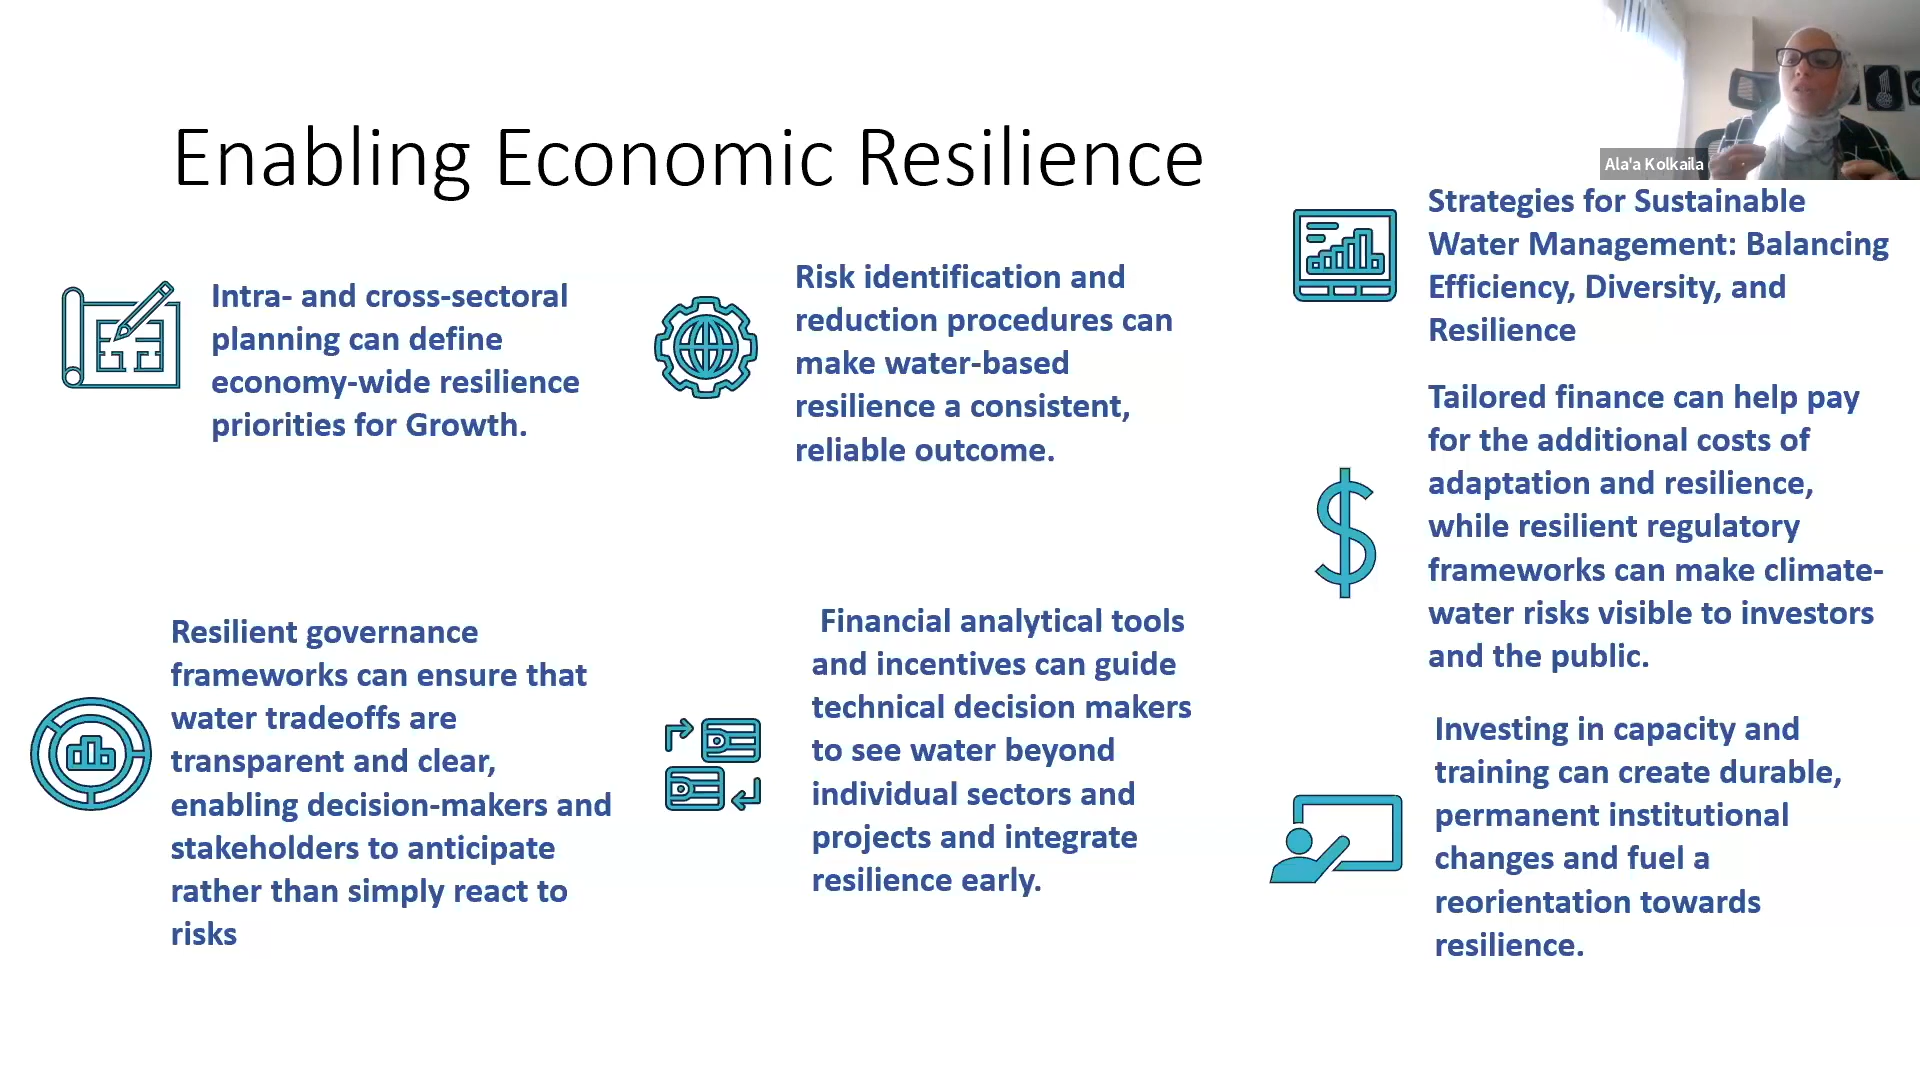 Enabling Economic Resilience
Ala'a Kolkaila
Intra- and cross-sectoral
planning can define
economy-wide resilience
priorities for Growth.
Risk identification and
reduction procedures can
make water-based
resilience a consistent,
reliable outcome.
Strategies for Sustainable
Water Management: Balancing
Efficiency, Diversity, and
Resilience
Tailored finance can help pay
for the additional costs of
adaptation and resilience,
while resilient regulatory
frameworks can make climate-
water risks visible to investors
and the public.
Resilient governance
frameworks can ensure that
water tradeoffs are
transparent and clear,
enabling decision-makers and
stakeholders to anticipate
rather than simply react to
risks
Financial analytical tools
and incentives can guide
technical decision makers
to see water beyond
individual sectors and
projects and integrate
resilience early.
Investing in capacity and
training can create durable,
permanent institutional
changes and fuel a
reorientation towards
resilience.